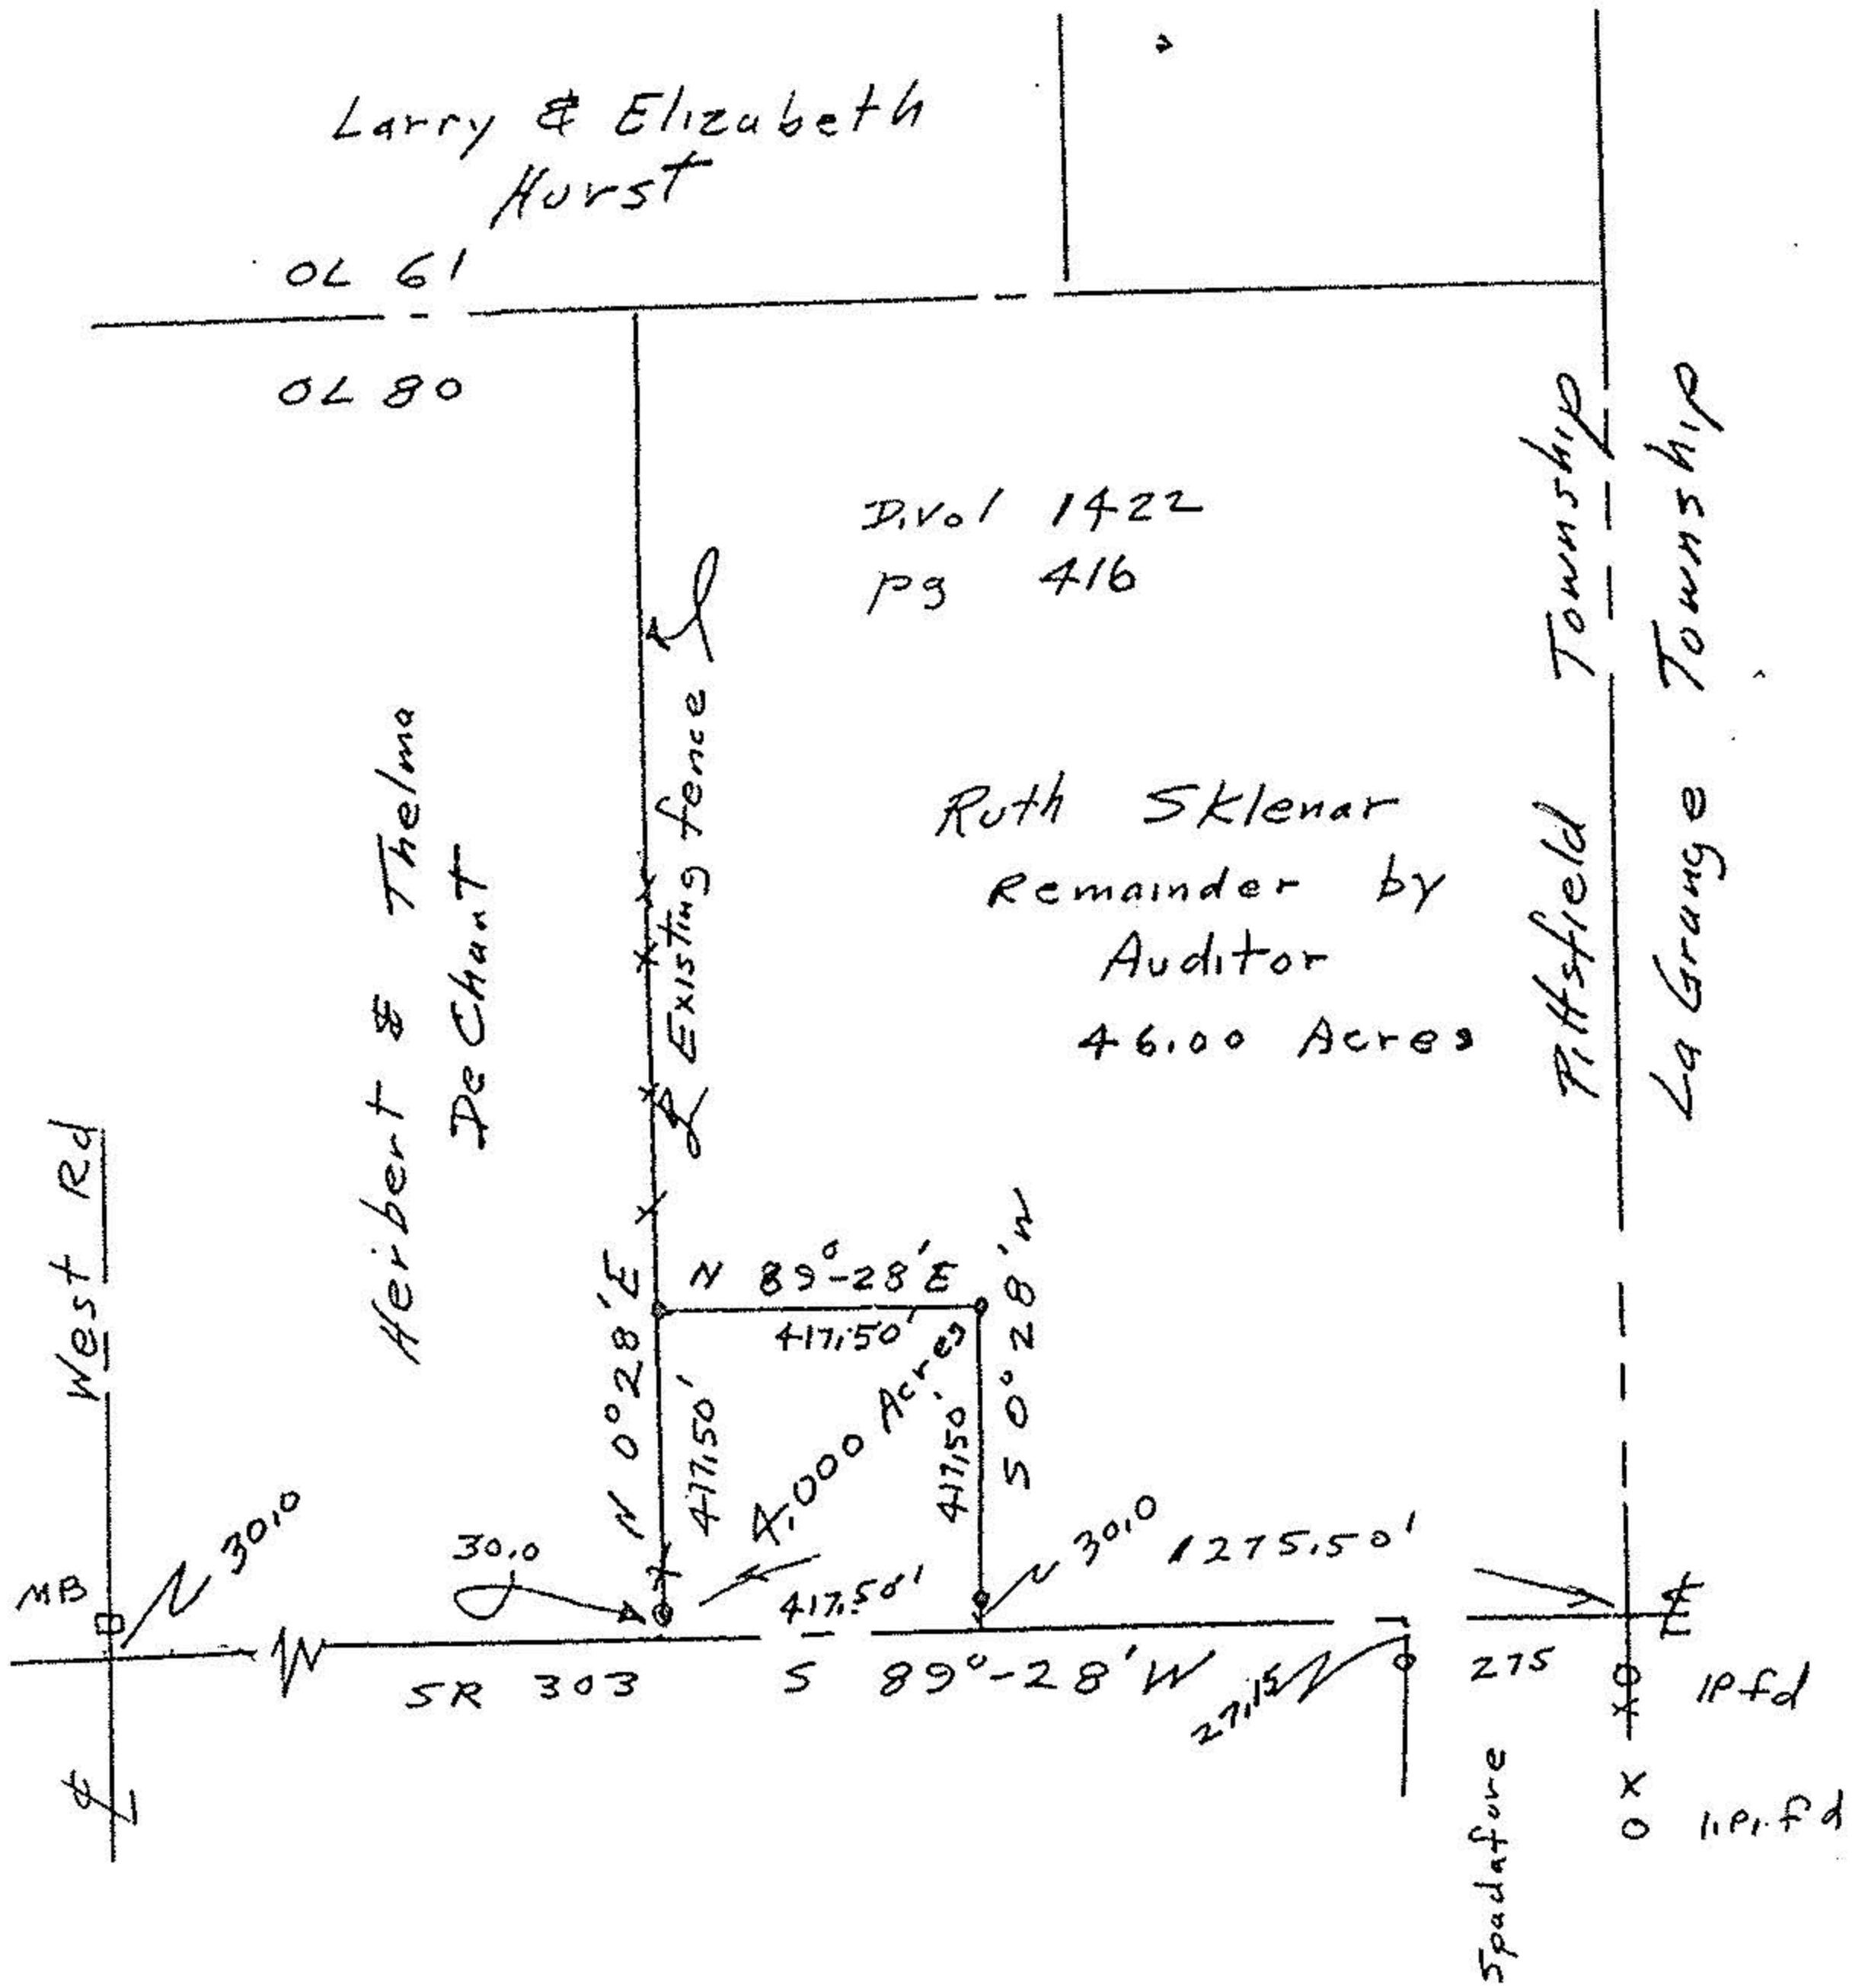 Larry & Elizabeth
Hurst
OL 61
OL 80
D.Vol 1422
pg 416
Pittsfield Township
La Grange Township
Existing fence
Heribert & Thelma
DeChant
Ruth Sklenar
Remainder by
Auditor
46.00 Acres
West Rd
N 89°-28'E
417.50'
N 0°28'E
417.50'
4.000 Acres
417.50'
S 0°28'W
30.0
MB
30.0
417.50'
30.0
1275.50'
SR 303
S 89°-28'W
27.15
275
IP fd
Spadafore
I.P. fd